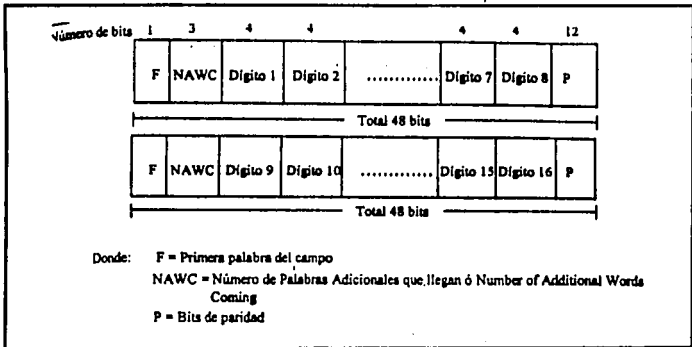 Número de bits 1 3 4 4 4 4 12
F NAWC Dígito 1 Dígito 2 ............. Dígito 7 Dígito 8 P
Total 48 bits
F NAWC Dígito 9 Dígito 10 ............. Dígito 15 Dígito 16 P
Total 48 bits
Donde: F = Primera palabra del campo
NAWC = Número de Palabras Adicionales que llegan ó Number of Additional Words
Coming
P = Bits de paridad